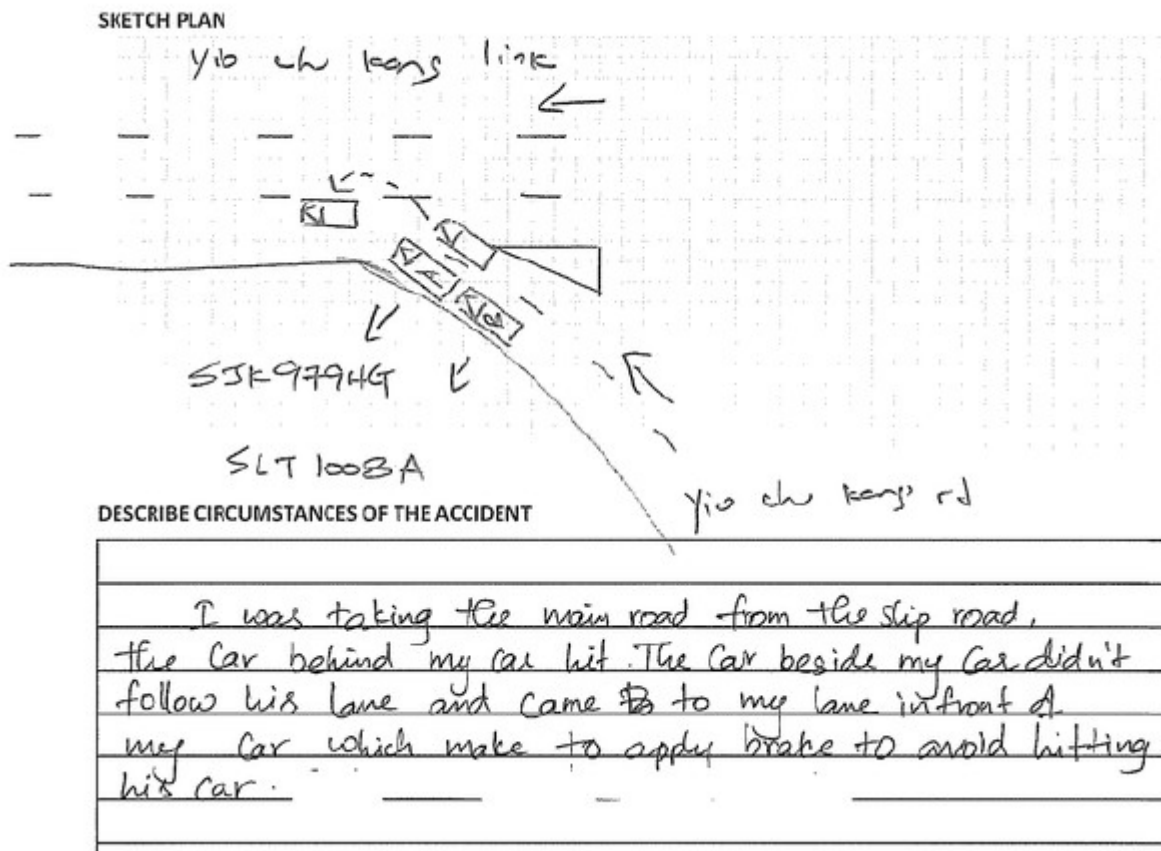 SKETCH PLAN
yio chu kang link
A
B
SJK9794G
SLT1008A
yio chu kang rd
DESCRIBE CIRCUMSTANCES OF THE ACCIDENT
I was taking the main road from the slip road,
the car behind my car hit. The car beside my car didn't
follow his lane and came to my lane infront of
my car which make to apply brake to avoid hitting
his car.